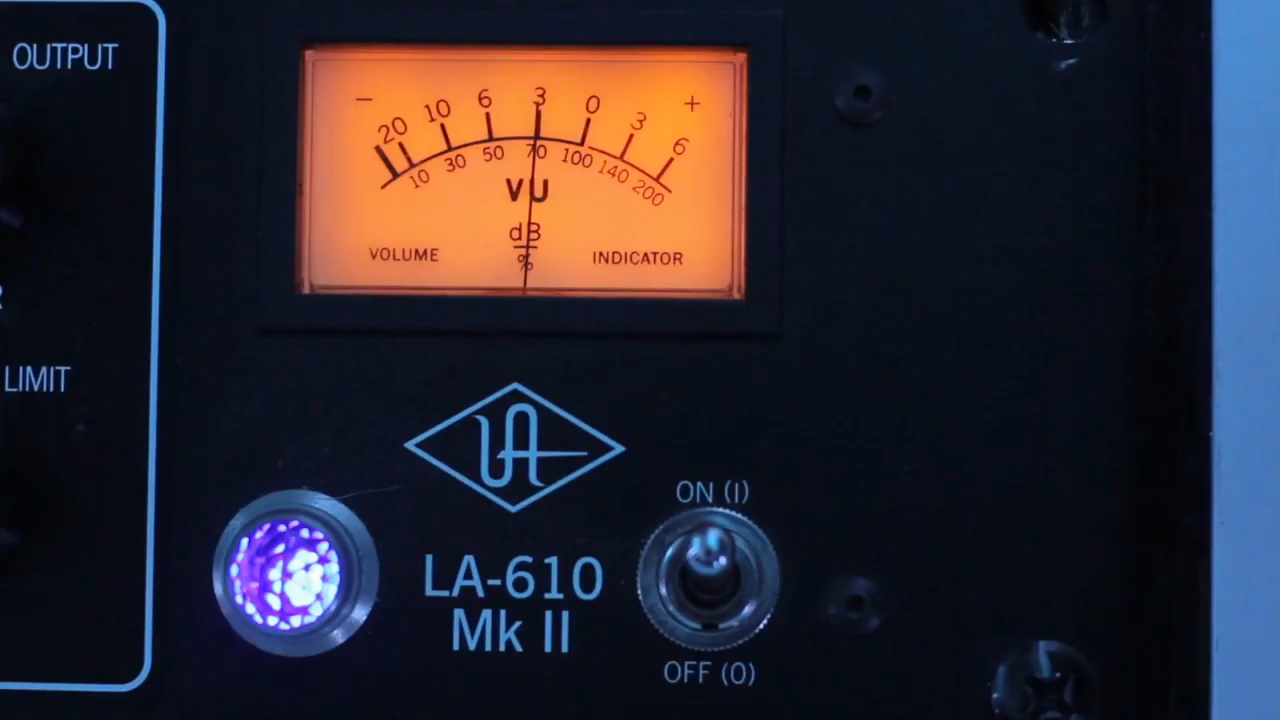 OUTPUT
LIMIT
− 20 10 6 3 0 3 6 +
10 30 50 70 100 140 200
VU
dB
%
VOLUME INDICATOR
UA
ON (I)
LA-610
Mk II
OFF (O)